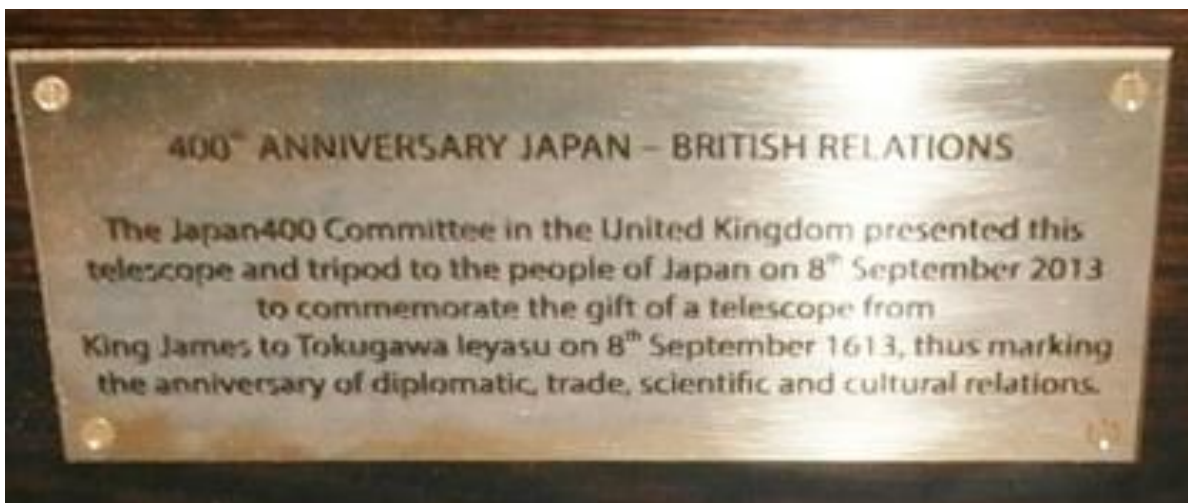 400th ANNIVERSARY JAPAN – BRITISH RELATIONS
The Japan400 Committee in the United Kingdom presented this
telescope and tripod to the people of Japan on 8th September 2013
to commemorate the gift of a telescope from
King James to Tokugawa Ieyasu on 8th September 1613, thus marking
the anniversary of diplomatic, trade, scientific and cultural relations.